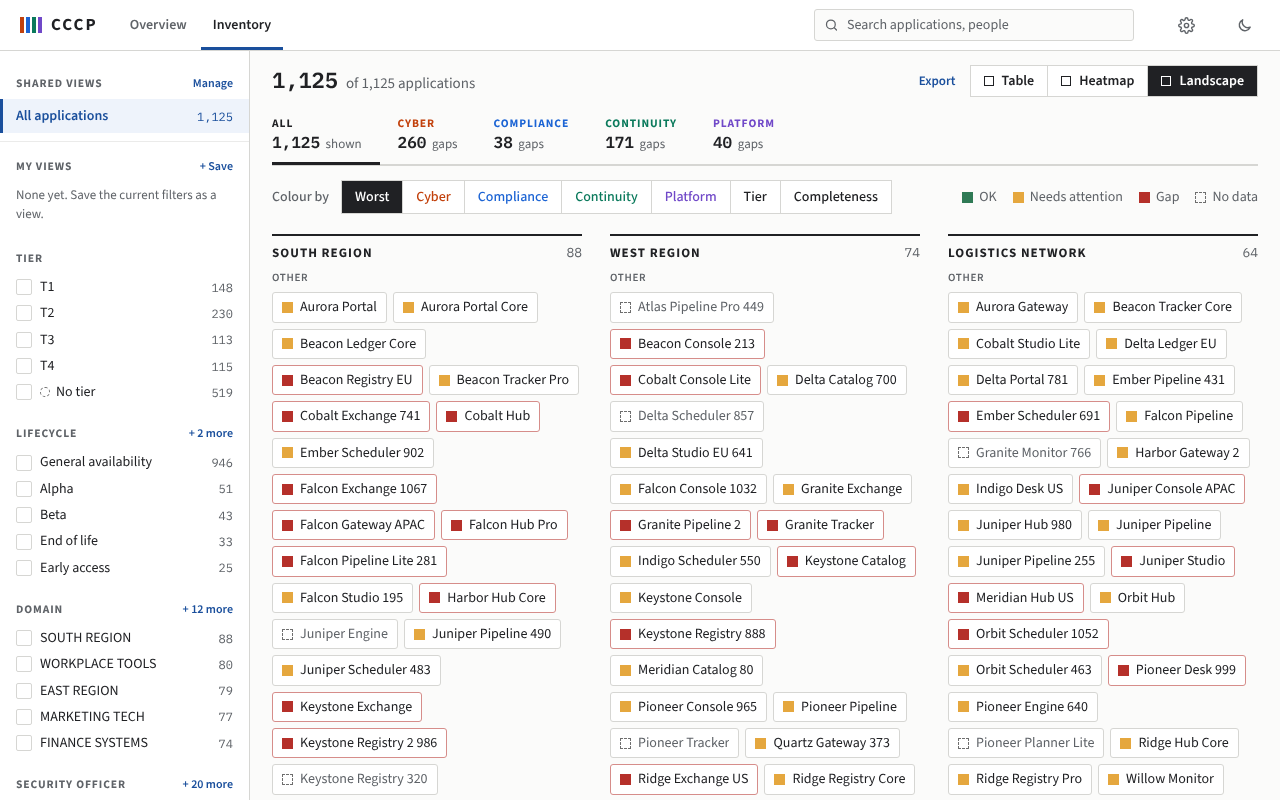 CCCP Overview Inventory Search applications, people
SHARED VIEWS Manage
All applications 1,125
MY VIEWS + Save
None yet. Save the current filters as a
view.
TIER
T1 148
T2 230
T3 113
T4 115
No tier 519
LIFECYCLE + 2 more
General availability 946
Alpha 51
Beta 43
End of life 33
Early access 25
DOMAIN + 12 more
SOUTH REGION 88
WORKPLACE TOOLS 80
EAST REGION 79
MARKETING TECH 77
FINANCE SYSTEMS 74
SECURITY OFFICER + 20 more
1,125 of 1,125 applications Export Table Heatmap Landscape
ALL CYBER COMPLIANCE CONTINUITY PLATFORM
1,125 shown 260 gaps 38 gaps 171 gaps 40 gaps
Colour by Worst Cyber Compliance Continuity Platform Tier Completeness OK Needs attention Gap No data
SOUTH REGION 88
OTHER
Aurora Portal Aurora Portal Core
Beacon Ledger Core
Beacon Registry EU Beacon Tracker Pro
Cobalt Exchange 741 Cobalt Hub
Ember Scheduler 902
Falcon Exchange 1067
Falcon Gateway APAC Falcon Hub Pro
Falcon Pipeline Lite 281
Falcon Studio 195 Harbor Hub Core
Juniper Engine Juniper Pipeline 490
Juniper Scheduler 483
Keystone Exchange
Keystone Registry 2 986
Keystone Registry 320
WEST REGION 74
OTHER
Atlas Pipeline Pro 449
Beacon Console 213
Cobalt Console Lite Delta Catalog 700
Delta Scheduler 857
Delta Studio EU 641
Falcon Console 1032 Granite Exchange
Granite Pipeline 2 Granite Tracker
Indigo Scheduler 550 Keystone Catalog
Keystone Console
Keystone Registry 888
Meridian Catalog 80
Pioneer Console 965 Pioneer Pipeline
Pioneer Tracker Quartz Gateway 373
Ridge Exchange US Ridge Registry Core
LOGISTICS NETWORK 64
OTHER
Aurora Gateway Beacon Tracker Core
Cobalt Studio Lite Delta Ledger EU
Delta Portal 781 Ember Pipeline 431
Ember Scheduler 691 Falcon Pipeline
Granite Monitor 766 Harbor Gateway 2
Indigo Desk US Juniper Console APAC
Juniper Hub 980 Juniper Pipeline
Juniper Pipeline 255 Juniper Studio
Meridian Hub US Orbit Hub
Orbit Scheduler 1052
Orbit Scheduler 463 Pioneer Desk 999
Pioneer Engine 640
Pioneer Planner Lite Ridge Hub Core
Ridge Registry Pro Willow Monitor